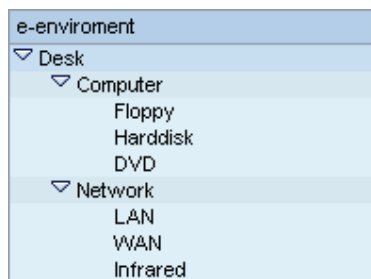 e-enviroment
Desk
Computer
Floppy
Harddisk
DVD
Network
LAN
WAN
Infrared